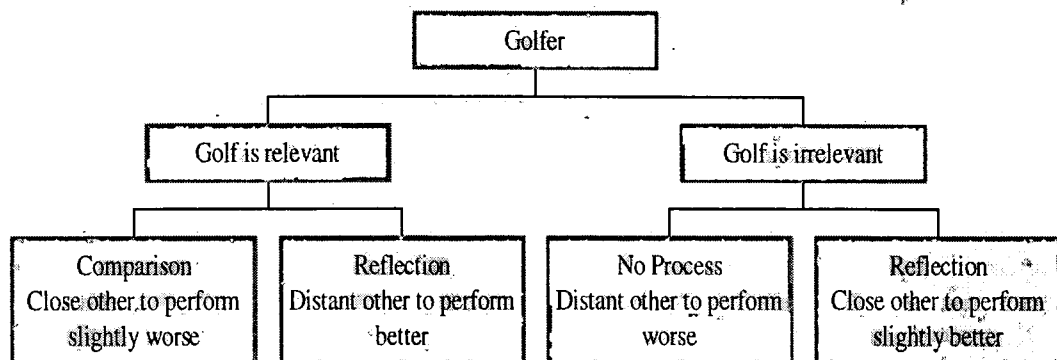 Golfer
Golf is relevant
Golf is irrelevant
Comparison
Close other to perform
slightly worse
Reflection
Distant other to perform
better
No Process
Distant other to perform
worse
Reflection
Close other to perform
slightly better